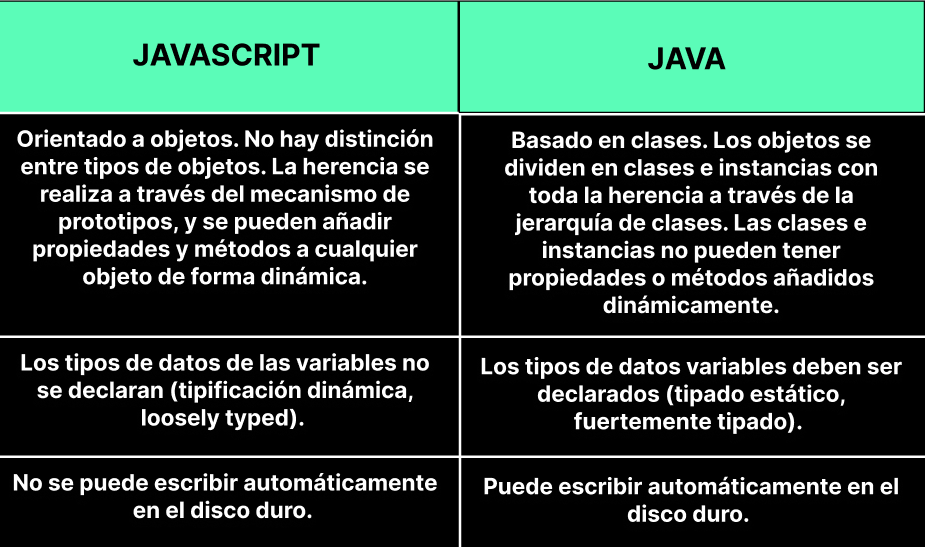 JAVASCRIPT
JAVA
Orientado a objetos. No hay distinción
entre tipos de objetos. La herencia se
realiza a través del mecanismo de
prototipos, y se pueden añadir
propiedades y métodos a cualquier
objeto de forma dinámica.
Basado en clases. Los objetos se
dividen en clases e instancias con
toda la herencia a través de la
jerarquía de clases. Las clases e
instancias no pueden tener
propiedades o métodos añadidos
dinámicamente.
Los tipos de datos de las variables no
se declaran (tipificación dinámica,
loosely typed).
Los tipos de datos variables deben ser
declarados (tipado estático,
fuertemente tipado).
No se puede escribir automáticamente
en el disco duro.
Puede escribir automáticamente en el
disco duro.